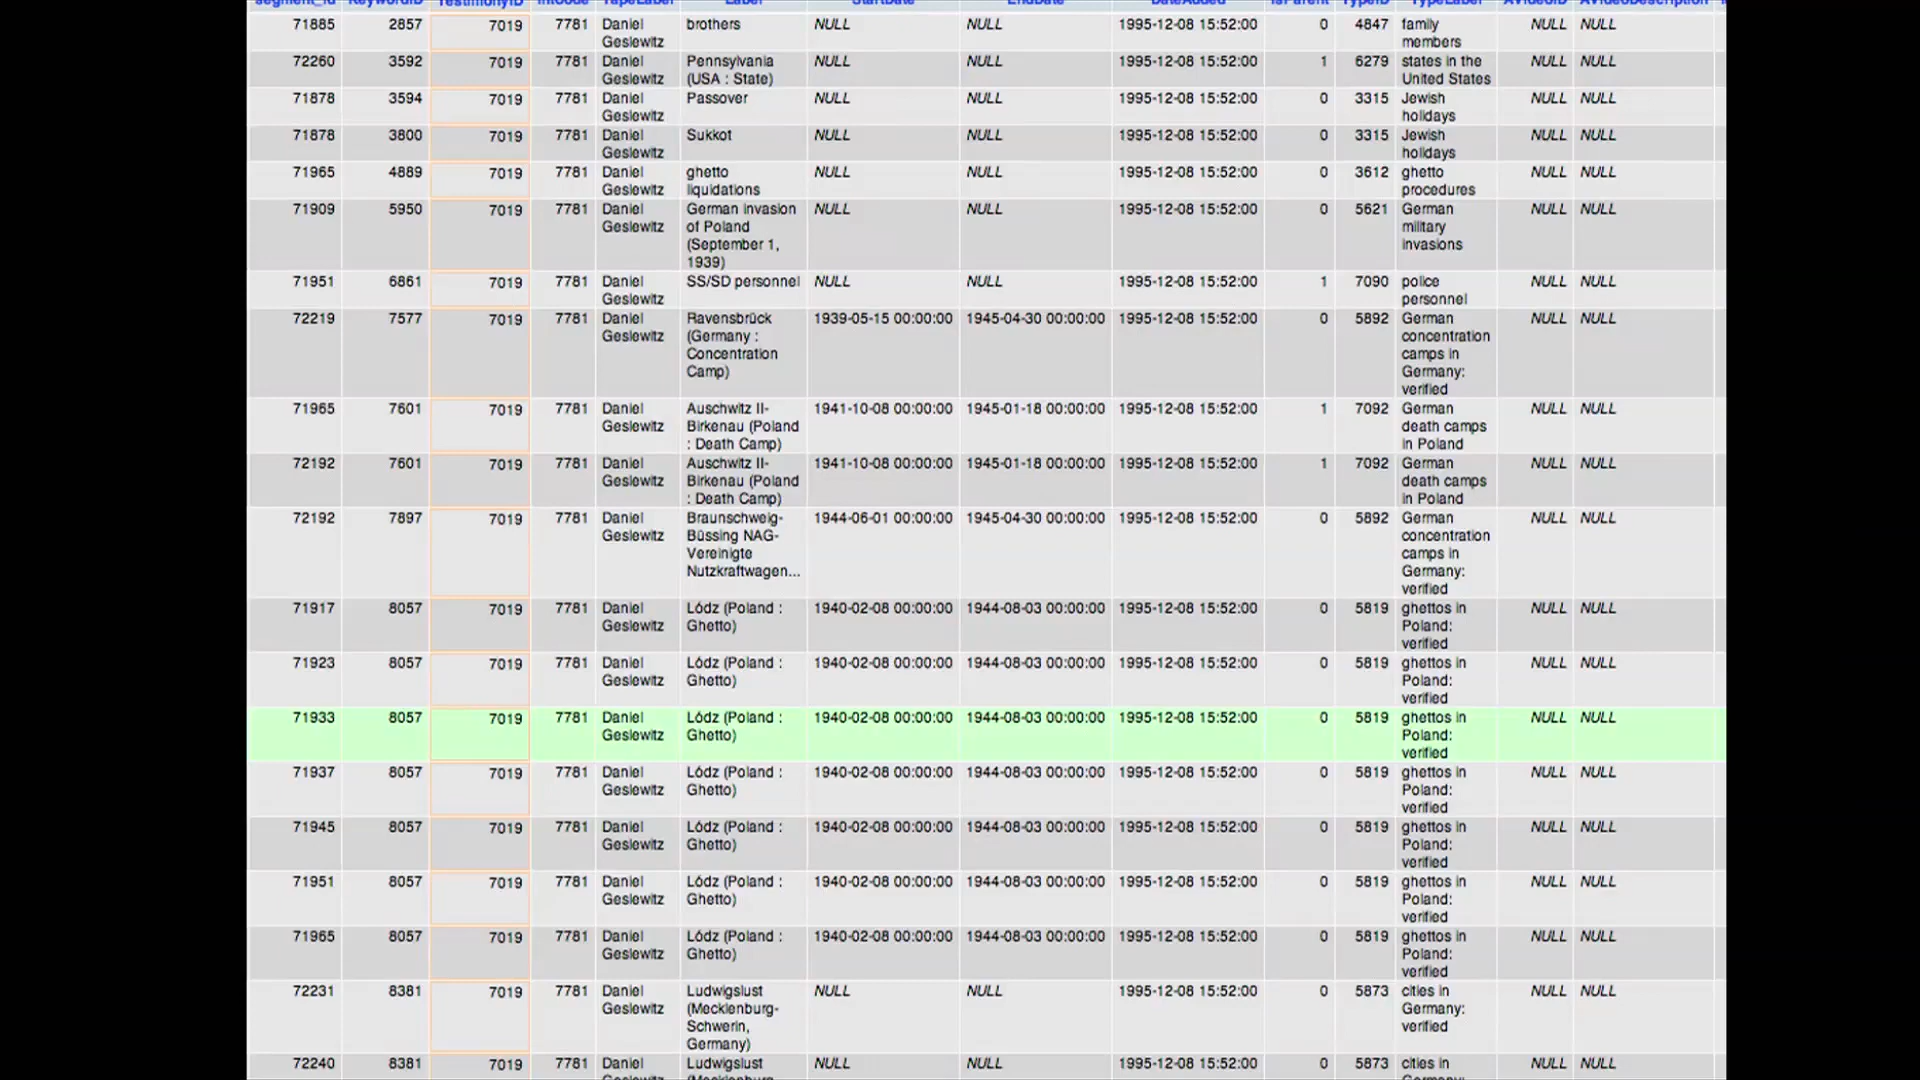 segment_id KeywordID TestimonyID IntCode TapeLabel Label StartDate EndDate DateAdded IsParent TypeID TypeLabel AVideoID AVideoDescription
71885 2857 7019 7781 Daniel Geslewitz brothers NULL NULL 1995-12-08 15:52:00 0 4847 family members NULL NULL
72260 3592 7019 7781 Daniel Geslewitz Pennsylvania (USA : State) NULL NULL 1995-12-08 15:52:00 1 6279 states in the United States NULL NULL
71878 3594 7019 7781 Daniel Geslewitz Passover NULL NULL 1995-12-08 15:52:00 0 3315 Jewish holidays NULL NULL
71878 3800 7019 7781 Daniel Geslewitz Sukkot NULL NULL 1995-12-08 15:52:00 0 3315 Jewish holidays NULL NULL
71965 4889 7019 7781 Daniel Geslewitz ghetto liquidations NULL NULL 1995-12-08 15:52:00 0 3612 ghetto procedures NULL NULL
71909 5950 7019 7781 Daniel Geslewitz German invasion of Poland (September 1, 1939) NULL NULL 1995-12-08 15:52:00 0 5621 German military invasions NULL NULL
71951 6861 7019 7781 Daniel Geslewitz SS/SD personnel NULL NULL 1995-12-08 15:52:00 1 7090 police personnel NULL NULL
72219 7577 7019 7781 Daniel Geslewitz Ravensbrück (Germany : Concentration Camp) 1939-05-15 00:00:00 1945-04-30 00:00:00 1995-12-08 15:52:00 0 5892 German concentration camps in Germany: verified NULL NULL
71965 7601 7019 7781 Daniel Geslewitz Auschwitz II-Birkenau (Poland : Death Camp) 1941-10-08 00:00:00 1945-01-18 00:00:00 1995-12-08 15:52:00 1 7092 German death camps in Poland NULL NULL
72192 7601 7019 7781 Daniel Geslewitz Auschwitz II-Birkenau (Poland : Death Camp) 1941-10-08 00:00:00 1945-01-18 00:00:00 1995-12-08 15:52:00 1 7092 German death camps in Poland NULL NULL
72192 7897 7019 7781 Daniel Geslewitz Braunschweig-Büssing NAG-Vereinigte Nutzkraftwagen... 1944-06-01 00:00:00 1945-04-30 00:00:00 1995-12-08 15:52:00 0 5892 German concentration camps in Germany: verified NULL NULL
71917 8057 7019 7781 Daniel Geslewitz Lódz (Poland : Ghetto) 1940-02-08 00:00:00 1944-08-03 00:00:00 1995-12-08 15:52:00 0 5819 ghettos in Poland: verified NULL NULL
71923 8057 7019 7781 Daniel Geslewitz Lódz (Poland : Ghetto) 1940-02-08 00:00:00 1944-08-03 00:00:00 1995-12-08 15:52:00 0 5819 ghettos in Poland: verified NULL NULL
71933 8057 7019 7781 Daniel Geslewitz Lódz (Poland : Ghetto) 1940-02-08 00:00:00 1944-08-03 00:00:00 1995-12-08 15:52:00 0 5819 ghettos in Poland: verified NULL NULL
71937 8057 7019 7781 Daniel Geslewitz Lódz (Poland : Ghetto) 1940-02-08 00:00:00 1944-08-03 00:00:00 1995-12-08 15:52:00 0 5819 ghettos in Poland: verified NULL NULL
71945 8057 7019 7781 Daniel Geslewitz Lódz (Poland : Ghetto) 1940-02-08 00:00:00 1944-08-03 00:00:00 1995-12-08 15:52:00 0 5819 ghettos in Poland: verified NULL NULL
71951 8057 7019 7781 Daniel Geslewitz Lódz (Poland : Ghetto) 1940-02-08 00:00:00 1944-08-03 00:00:00 1995-12-08 15:52:00 0 5819 ghettos in Poland: verified NULL NULL
71965 8057 7019 7781 Daniel Geslewitz Lódz (Poland : Ghetto) 1940-02-08 00:00:00 1944-08-03 00:00:00 1995-12-08 15:52:00 0 5819 ghettos in Poland: verified NULL NULL
72231 8381 7019 7781 Daniel Geslewitz Ludwigslust (Mecklenburg-Schwerin, Germany) NULL NULL 1995-12-08 15:52:00 0 5873 cities in Germany: verified NULL NULL
72240 8381 7019 7781 Daniel Geslewitz Ludwigslust NULL NULL 1995-12-08 15:52:00 0 5873 cities in NULL NULL